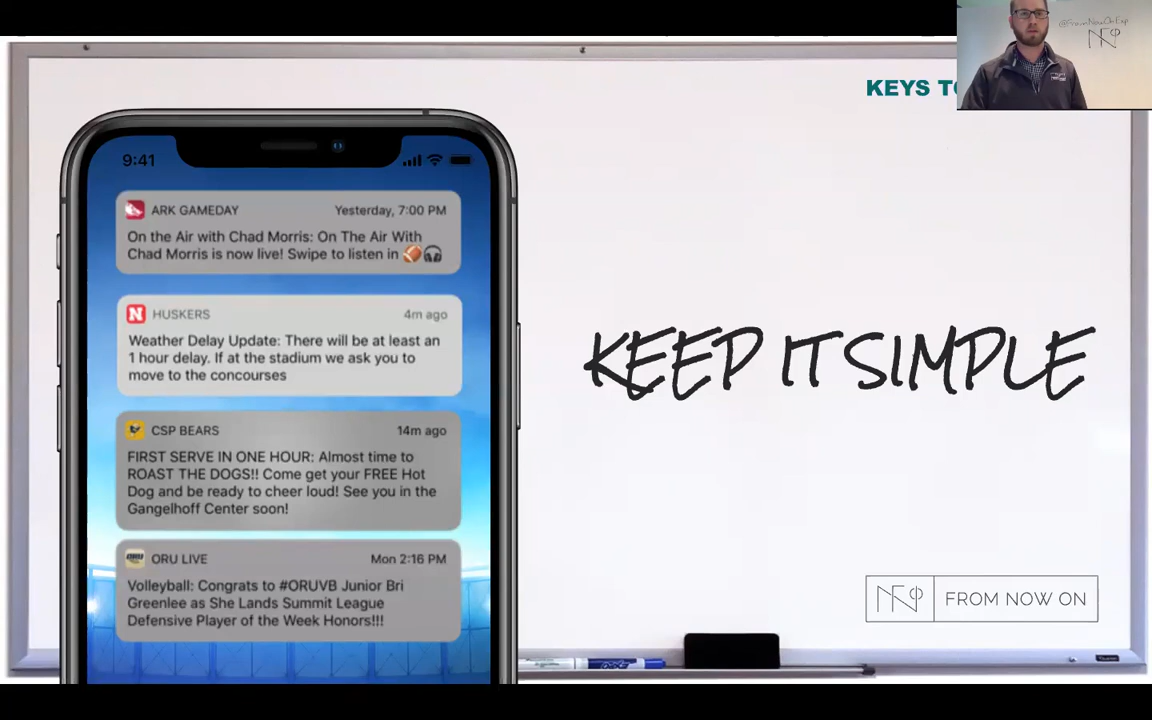 @FromNowOnExp
KEYS TO
9:41
ARK GAMEDAY Yesterday, 7:00 PM
On the Air with Chad Morris: On The Air With
Chad Morris is now live! Swipe to listen in 🏈🎧
HUSKERS 4m ago
Weather Delay Update: There will be at least an
1 hour delay. If at the stadium we ask you to
move to the concourses
CSP BEARS 14m ago
FIRST SERVE IN ONE HOUR: Almost time to
ROAST THE DOGS!! Come get your FREE Hot
Dog and be ready to cheer loud! See you in the
Gangelhoff Center soon!
ORU LIVE Mon 2:16 PM
Volleyball: Congrats to #ORUVB Junior Bri
Greenlee as She Lands Summit League
Defensive Player of the Week Honors!!!
KEEP IT SIMPLE
FROM NOW ON